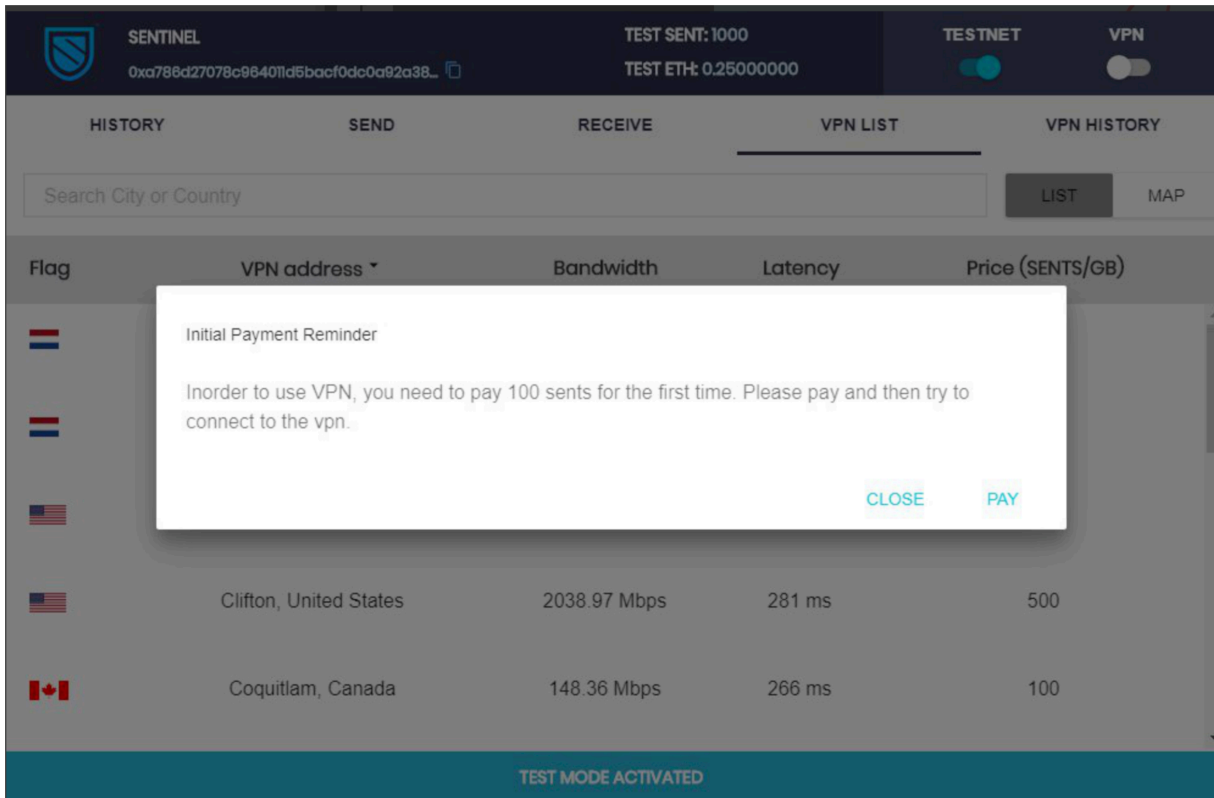 SENTINEL
TEST SENT: 1000
TESTNET
VPN
0xa786d27078c964011d5bacf0dc0a92a38...
TEST ETH: 0.25000000
HISTORY
SEND
RECEIVE
VPN LIST
VPN HISTORY
Search City or Country
LIST
MAP
Flag
VPN address
Bandwidth
Latency
Price (SENTS/GB)
Initial Payment Reminder
Inorder to use VPN, you need to pay 100 sents for the first time. Please pay and then try to
connect to the vpn.
CLOSE
PAY
Clifton, United States
2038.97 Mbps
281 ms
500
Coquitlam, Canada
148.36 Mbps
266 ms
100
TEST MODE ACTIVATED